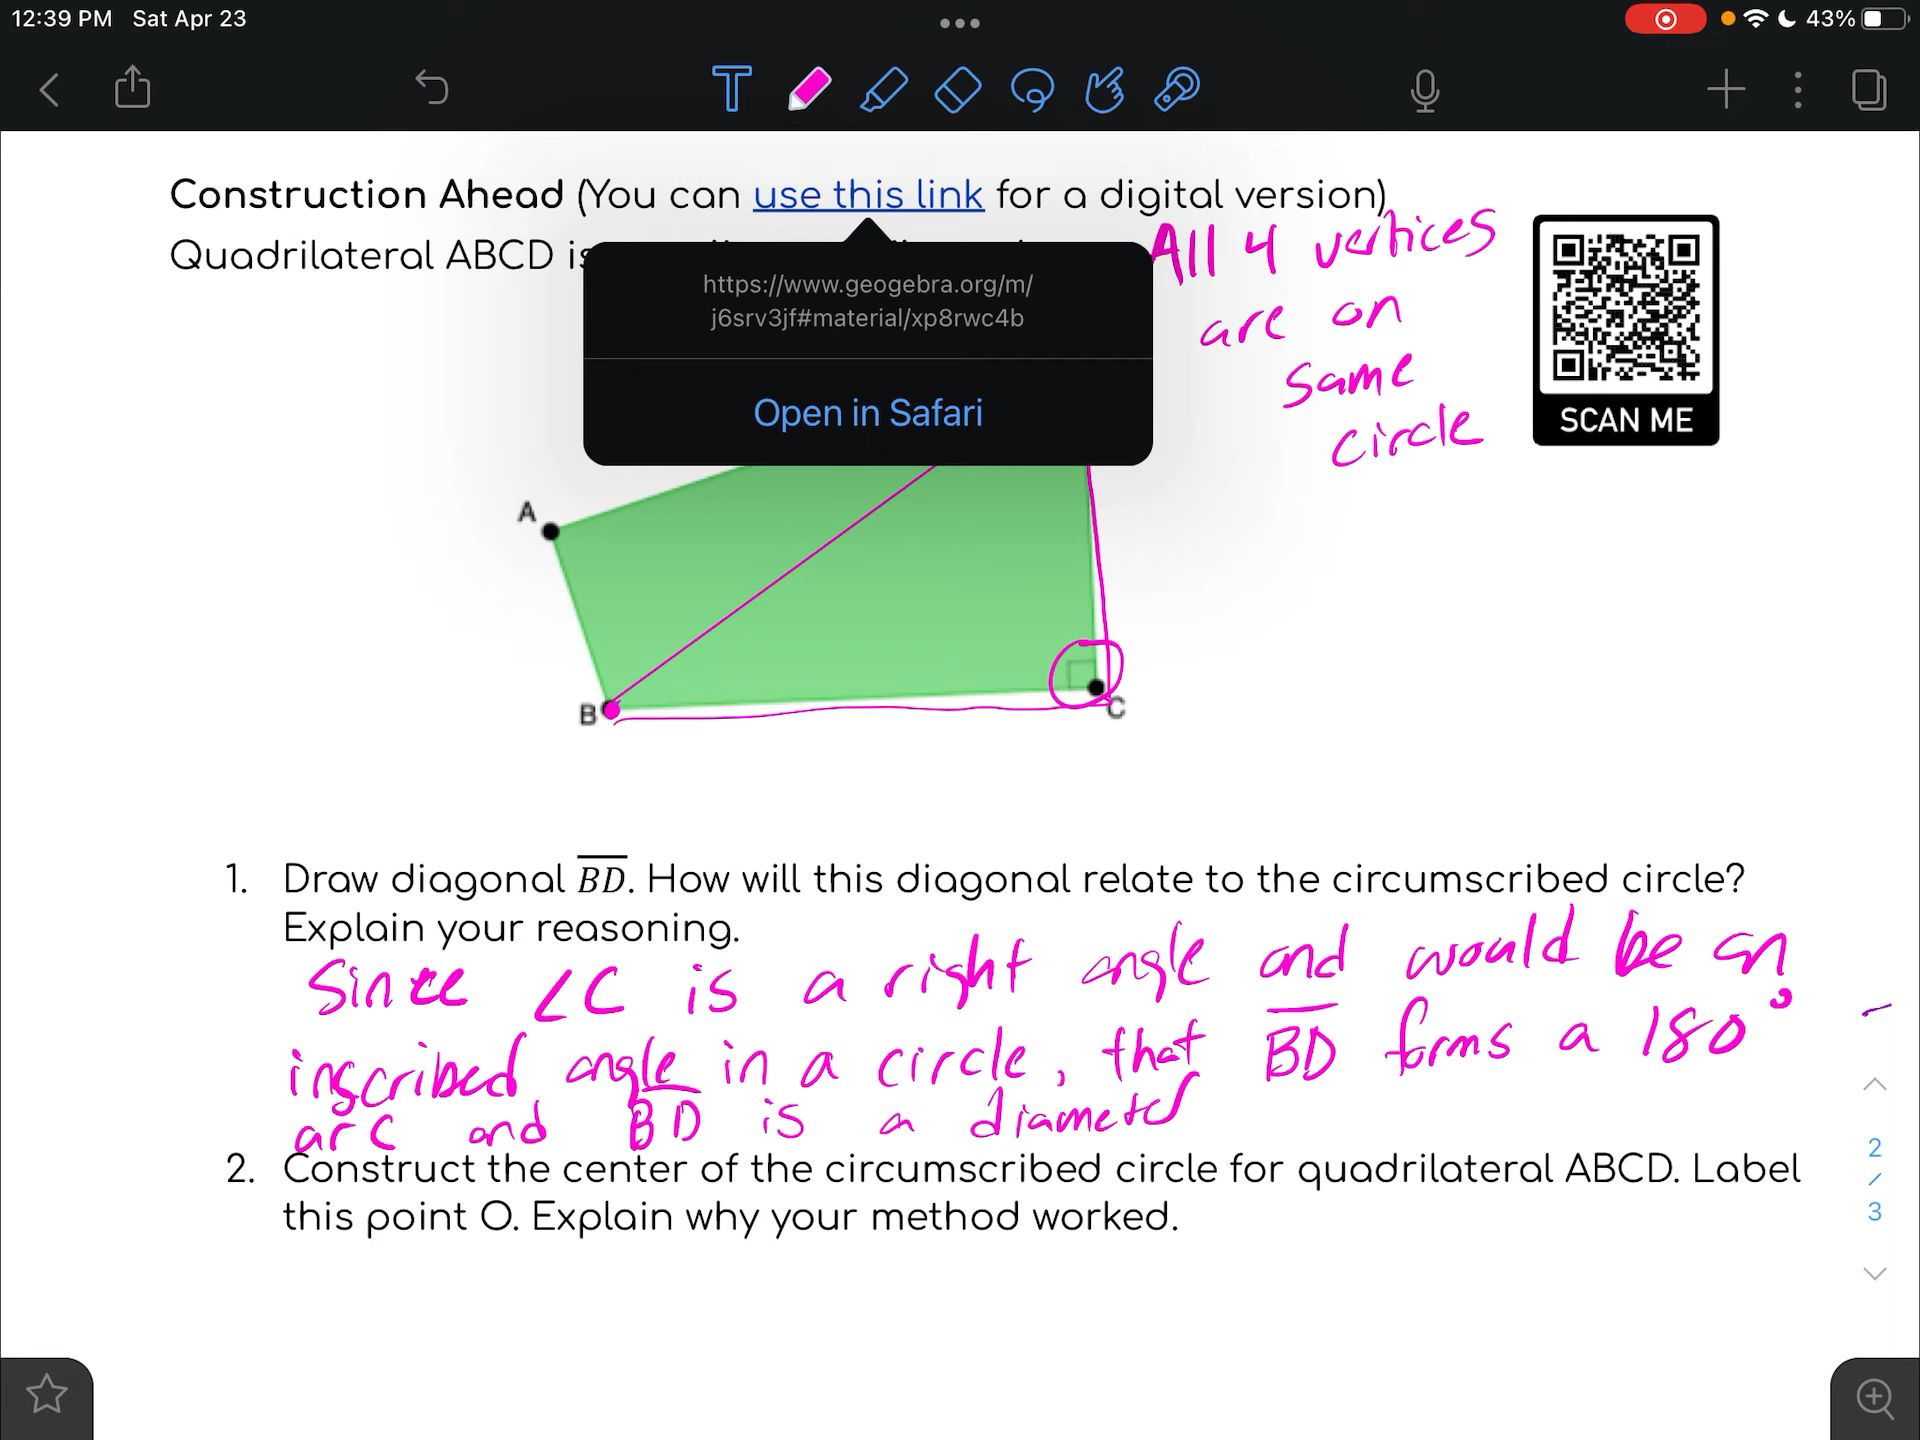 12:39 PM Sat Apr 23
43%
T
Construction Ahead (You can use this link for a digital version)
Quadrilateral ABCD is
https://www.geogebra.org/m/
j6srv3jf#material/xp8rwc4b
Open in Safari
All 4 vertices
are on
same
circle
SCAN ME
A
B
C
1. Draw diagonal BD. How will this diagonal relate to the circumscribed circle?
Explain your reasoning.
Since ∠C is a right angle and would be an
inscribed angle in a circle, that BD forms a 180°
arc and BD is a diameter
2. Construct the center of the circumscribed circle for quadrilateral ABCD. Label
this point O. Explain why your method worked.
2
/
3